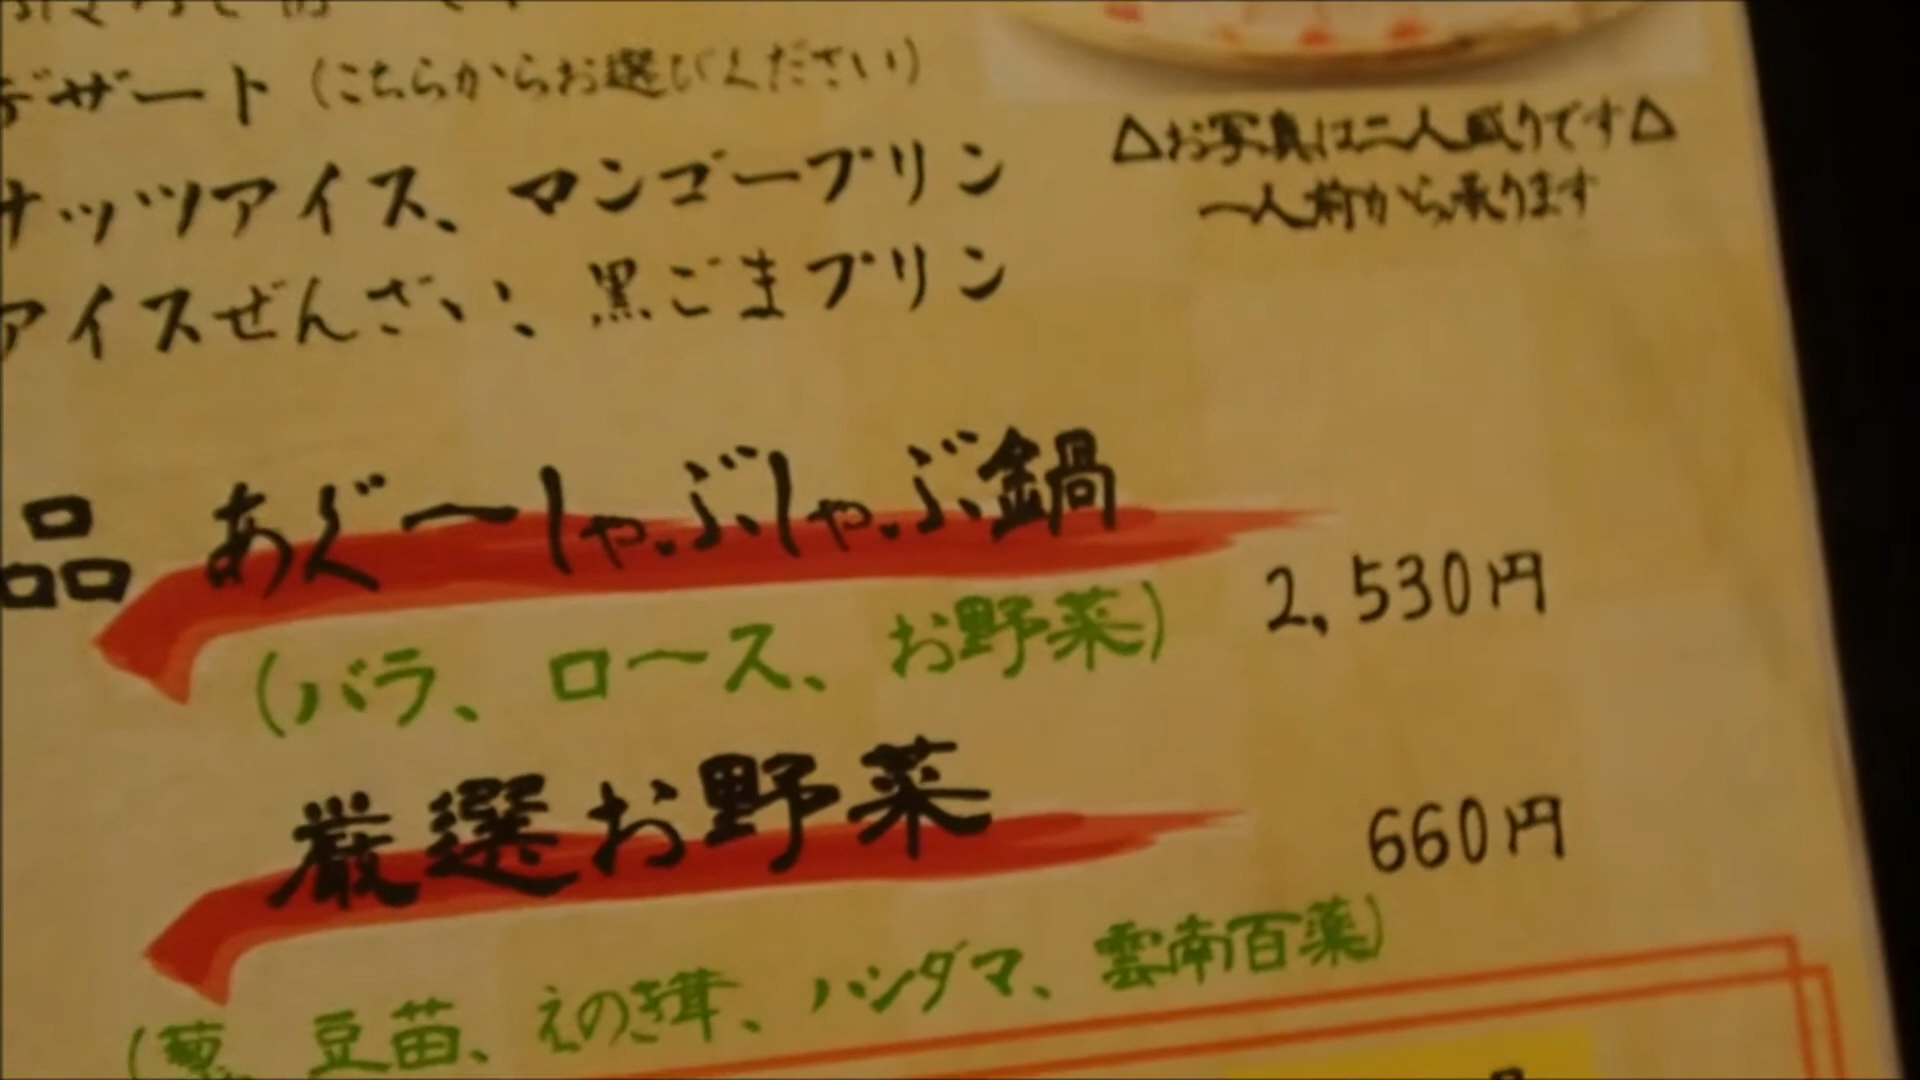 デザート(こちらからお選びください)
ナッツアイス、マンゴープリン
アイスぜんざい、黒ごまプリン
△お写真は二人盛りです△
一人前から承ります
品 あぐーしゃぶしゃぶ鍋
(バラ、ロース、お野菜) 2,530円
厳選お野菜
660円
(葱、豆苗、えのき茸、ハンダマ、雲南百薬)